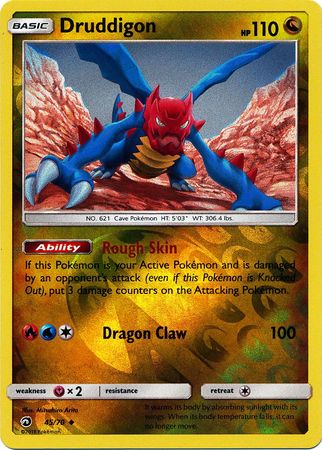 BASIC
Druddigon
HP 110
NO. 621 Cave Pokémon HT: 5'03" WT: 306.4 lbs.
Ability Rough Skin
If this Pokémon is your Active Pokémon and is damaged
by an opponent's attack (even if this Pokémon is Knocked
Out), put 3 damage counters on the Attacking Pokémon.
Dragon Claw 100
weakness ×2 resistance retreat
Illus. Mitsuhiro Arita
45/70
©2018 Pokémon
It warms its body by absorbing sunlight with its
wings. When its body temperature falls, it can
no longer move.